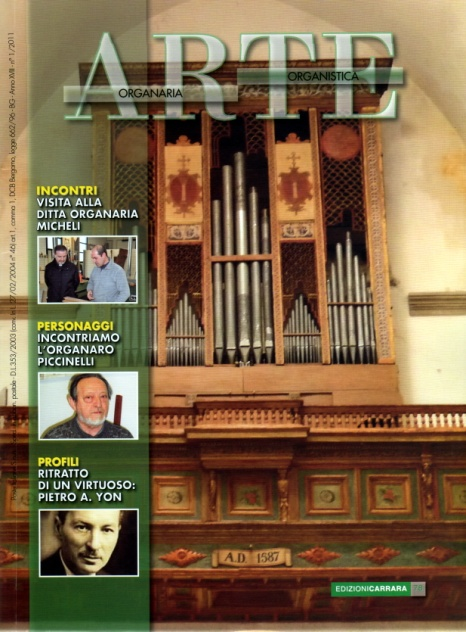 ARTE
ORGANARIA
ORGANISTICA
INCONTRI
VISITA ALLA
DITTA ORGANARIA
MICHELI
PERSONAGGI
INCONTRIAMO
L'ORGANARO
PICCINELLI
PROFILI
RITRATTO
DI UN VIRTUOSO:
PIETRO A. YON
A.D. 1587
EDIZIONICARRARA
postale - D.L. 353/2003 (conv. in L. 27/02/2004 n° 46) art. 1, comma 1, DCB Bergamo, legge 662/96 - BG - Anno XVIII - n° 1/2011